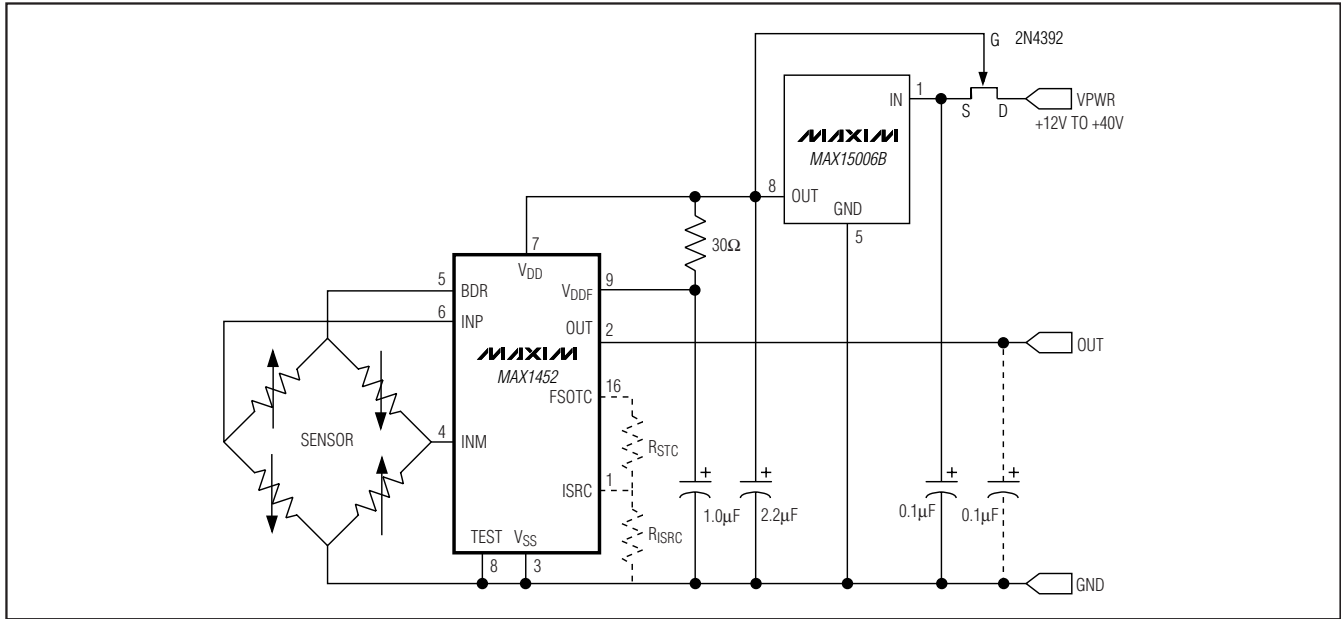 G 2N4392
IN 1
S D
VPWR
+12V TO +40V
MAXIM
MAX15006B
8 OUT
GND
5
30Ω
7
VDD
5 BDR
VDDF 9
6 INP
OUT 2
OUT
MAXIM
MAX1452
FSOTC 16
SENSOR
4 INM
RSTC
ISRC 1
+
1.0µF
+
2.2µF
+
0.1µF
+
0.1µF
RISRC
TEST VSS
8 3
GND